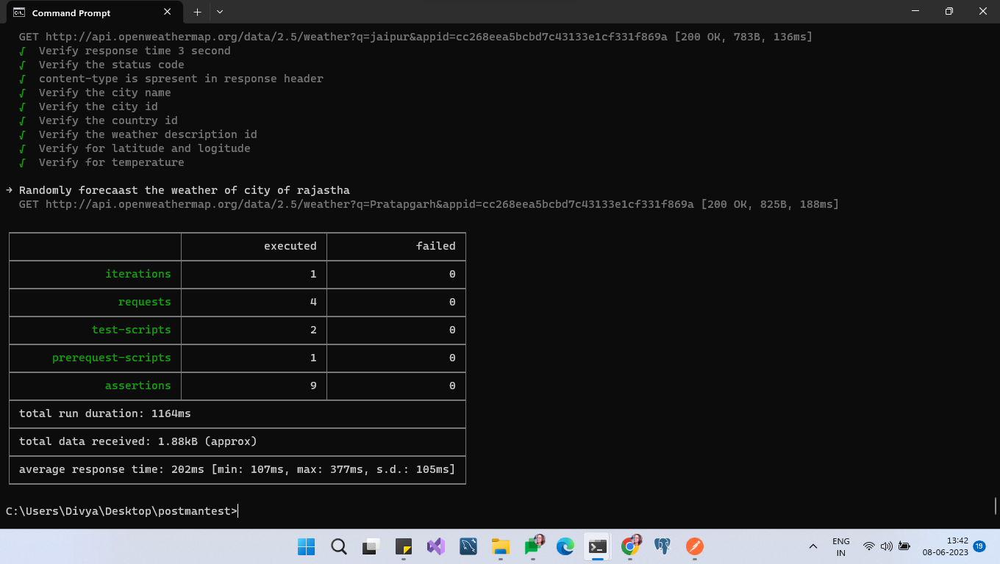 Command Prompt
GET http://api.openweathermap.org/data/2.5/weather?q=jaipur&appid=cc268eea5bcbd7c43133e1cf331f869a [200 OK, 783B, 136ms]
√ Verify response time 3 second
√ Verify the status code
√ content-type is spresent in response header
√ Verify the city name
√ Verify the city id
√ Verify the country id
√ Verify the weather description id
√ Verify for latitude and logitude
√ Verify for temperature
→ Randomly forecaast the weather of city of rajastha
GET http://api.openweathermap.org/data/2.5/weather?q=Pratapgarh&appid=cc268eea5bcbd7c43133e1cf331f869a [200 OK, 825B, 188ms]
executed failed
iterations 1 0
requests 4 0
test-scripts 2 0
prerequest-scripts 1 0
assertions 9 0
total run duration: 1164ms
total data received: 1.88kB (approx)
average response time: 202ms [min: 107ms, max: 377ms, s.d.: 105ms]
C:\Users\Divya\Desktop\postmantest>
ENG
IN
13:42
08-06-2023
19